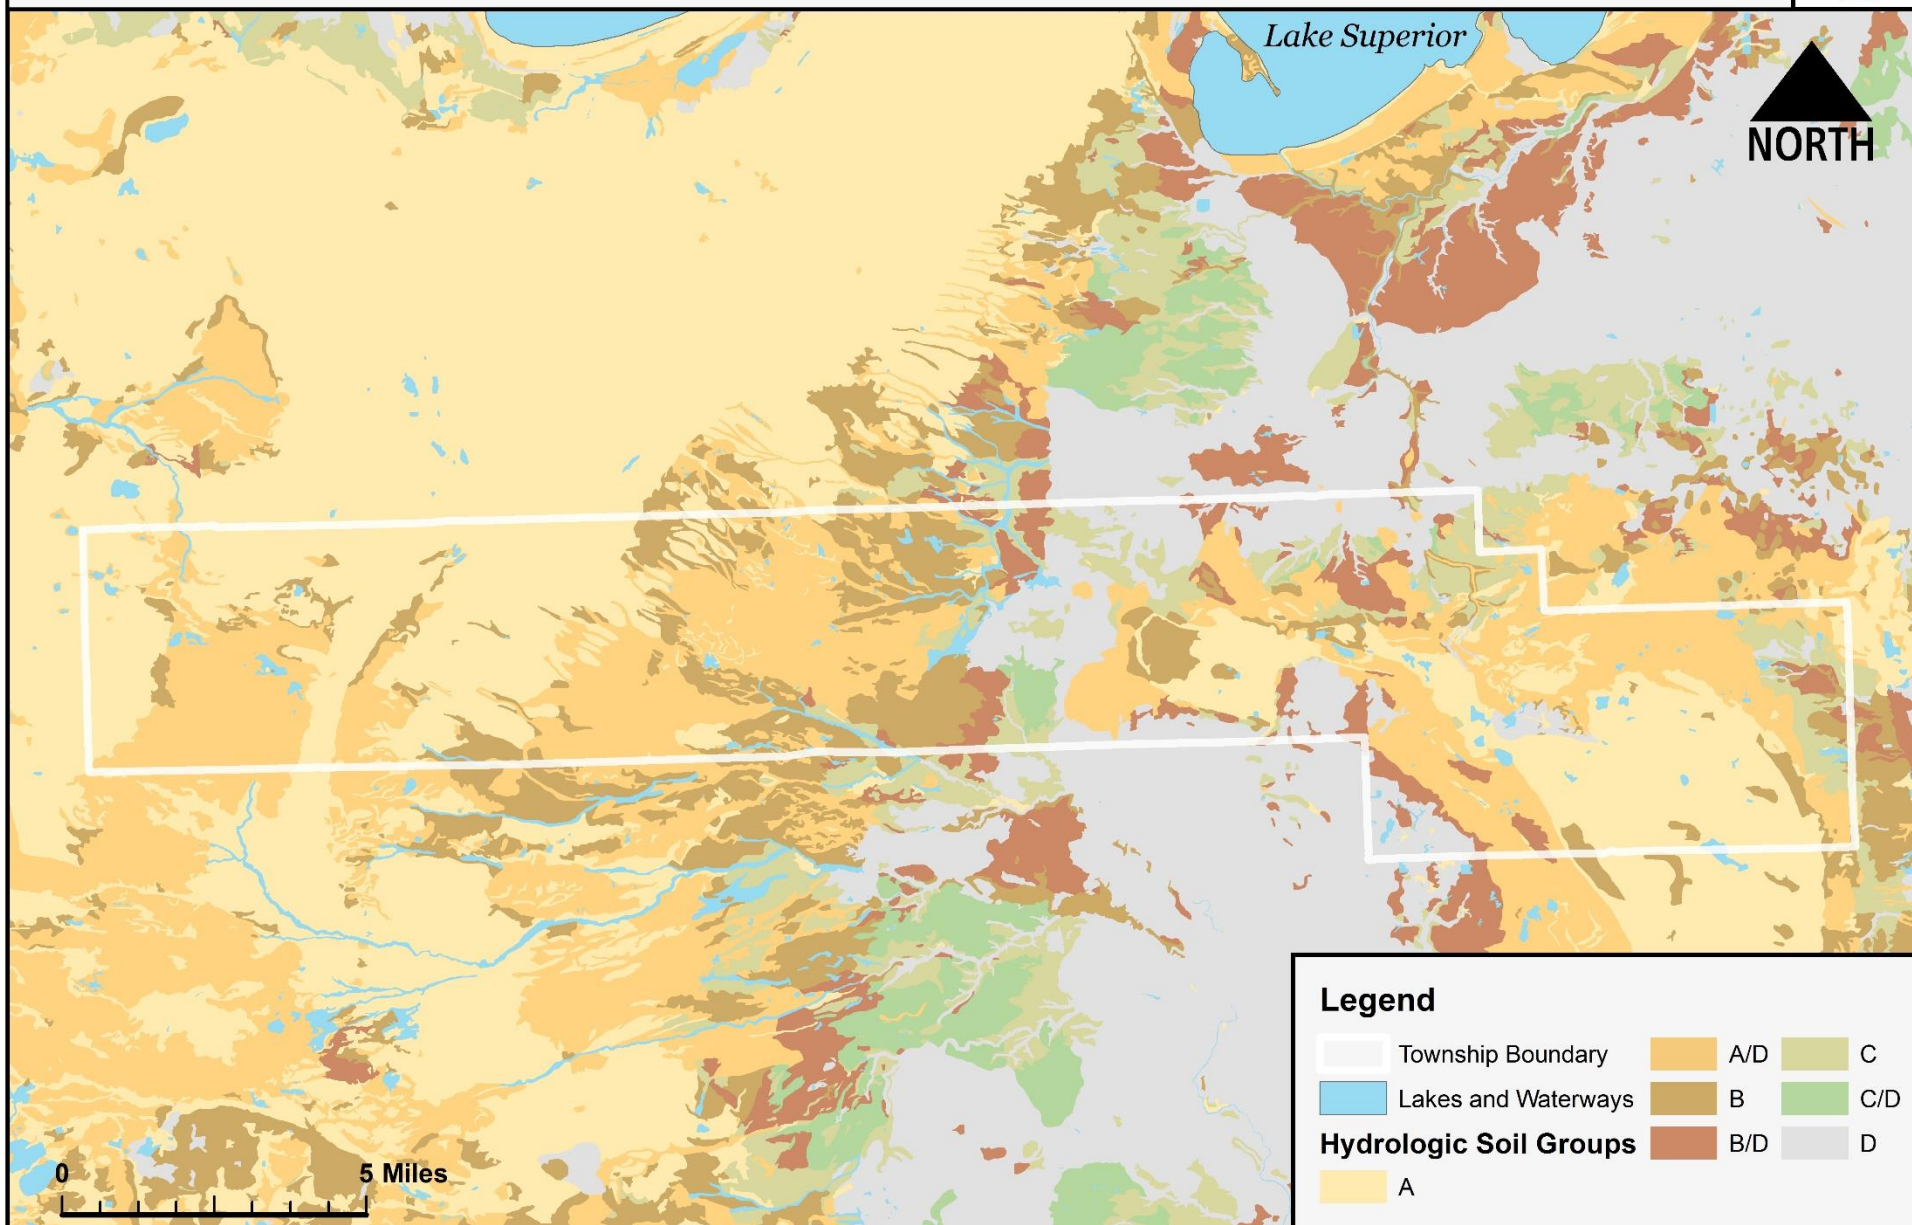 Lake Superior
NORTH
Legend
Township Boundary
Lakes and Waterways
Hydrologic Soil Groups
A
A/D
B
B/D
C
C/D
D
0 5 Miles